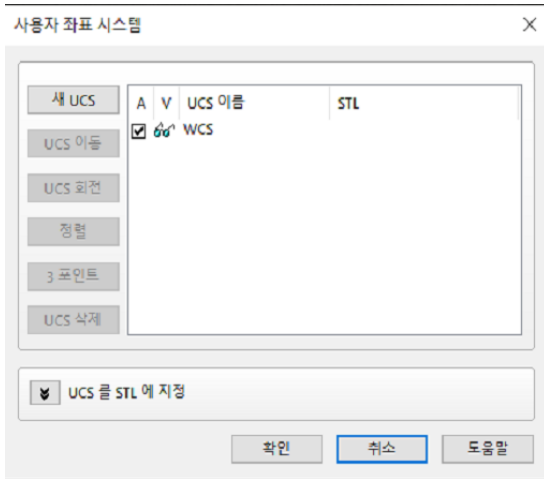 사용자 좌표 시스템
새 UCS
A V UCS 이름 STL
WCS
UCS 이동
UCS 회전
정렬
3 포인트
UCS 삭제
UCS 를 STL 에 지정
확인 취소 도움말